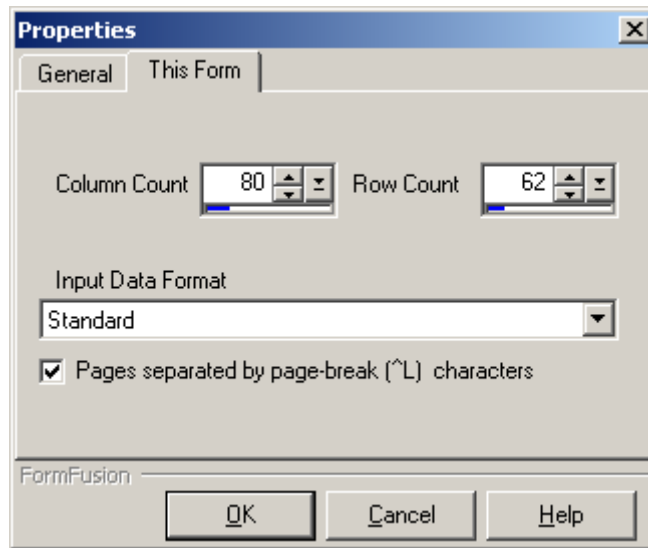 Properties
General This Form
Column Count 80 Row Count 62
Input Data Format
Standard
Pages separated by page-break (^L) characters
FormFusion
OK Cancel Help